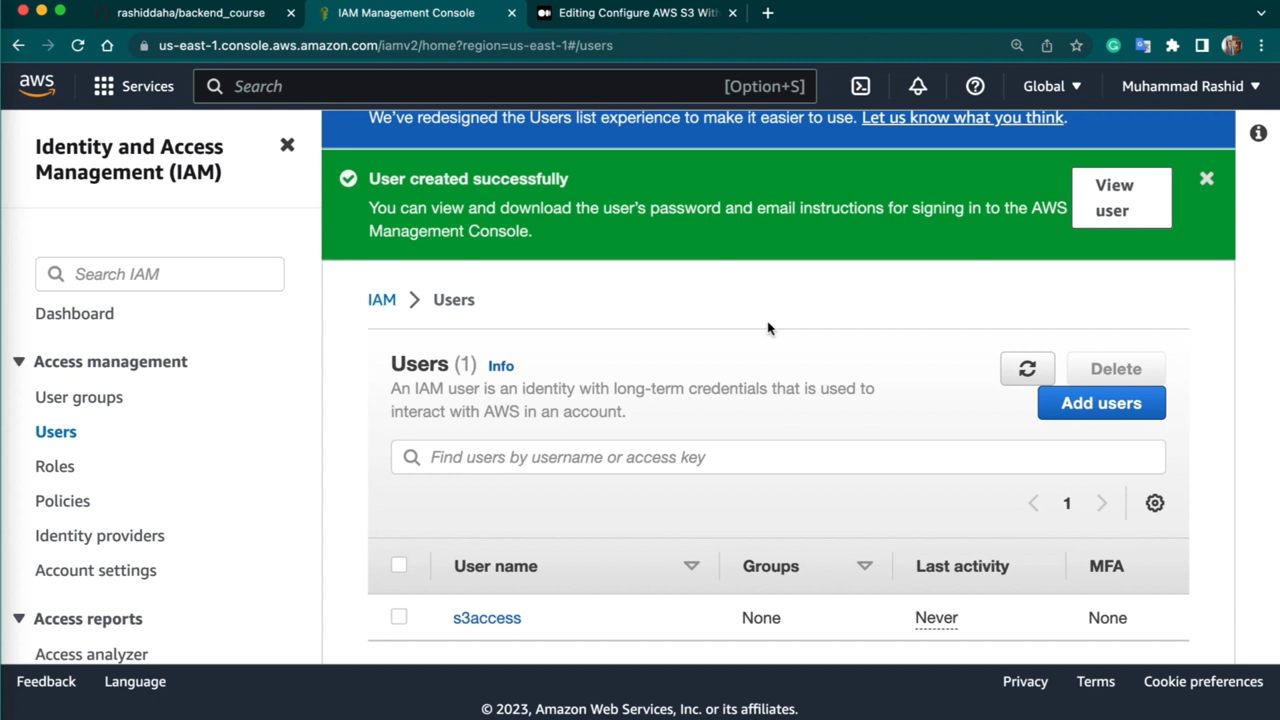 rashiddaha/backend_course
IAM Management Console
Editing Configure AWS S3 With
us-east-1.console.aws.amazon.com/iamv2/home?region=us-east-1#/users
aws
Services
Search
[Option+S]
Global
Muhammad Rashid
Identity and Access
Management (IAM)
Search IAM
Dashboard
Access management
User groups
Users
Roles
Policies
Identity providers
Account settings
Access reports
Access analyzer
We've redesigned the Users list experience to make it easier to use. Let us know what you think.
User created successfully
You can view and download the user's password and email instructions for signing in to the AWS
Management Console.
View
user
IAM
Users
Users (1) Info
An IAM user is an identity with long-term credentials that is used to
interact with AWS in an account.
Delete
Add users
Find users by username or access key
1
User name
Groups
Last activity
MFA
s3access
None
Never
None
Feedback
Language
Privacy
Terms
Cookie preferences
© 2023, Amazon Web Services, Inc. or its affiliates.